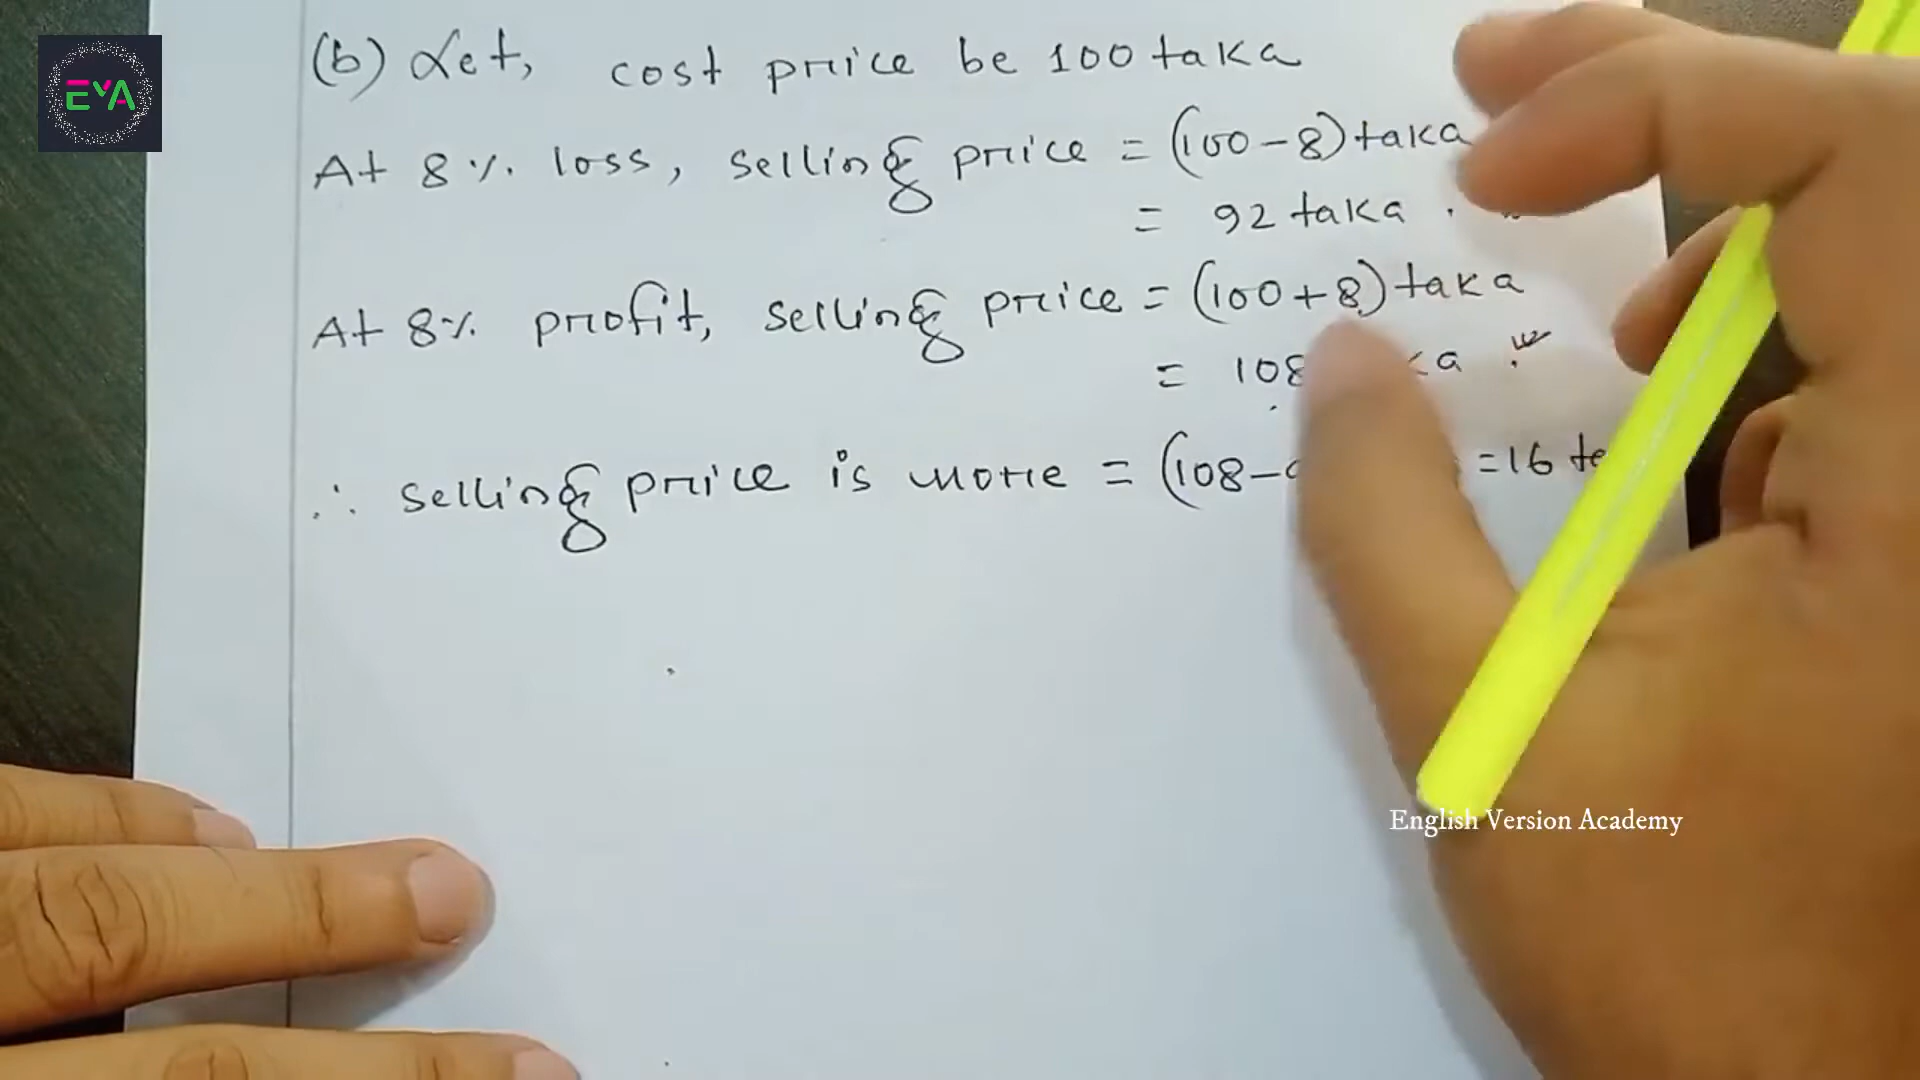 EVA
(b) Let, cost price be 100 taka
At 8%. loss, selling price = (100-8) taka
= 92 taka.
At 8% profit, selling price = (100+8) taka
= 108
∴ selling price is more = (108- =16
English Version Academy